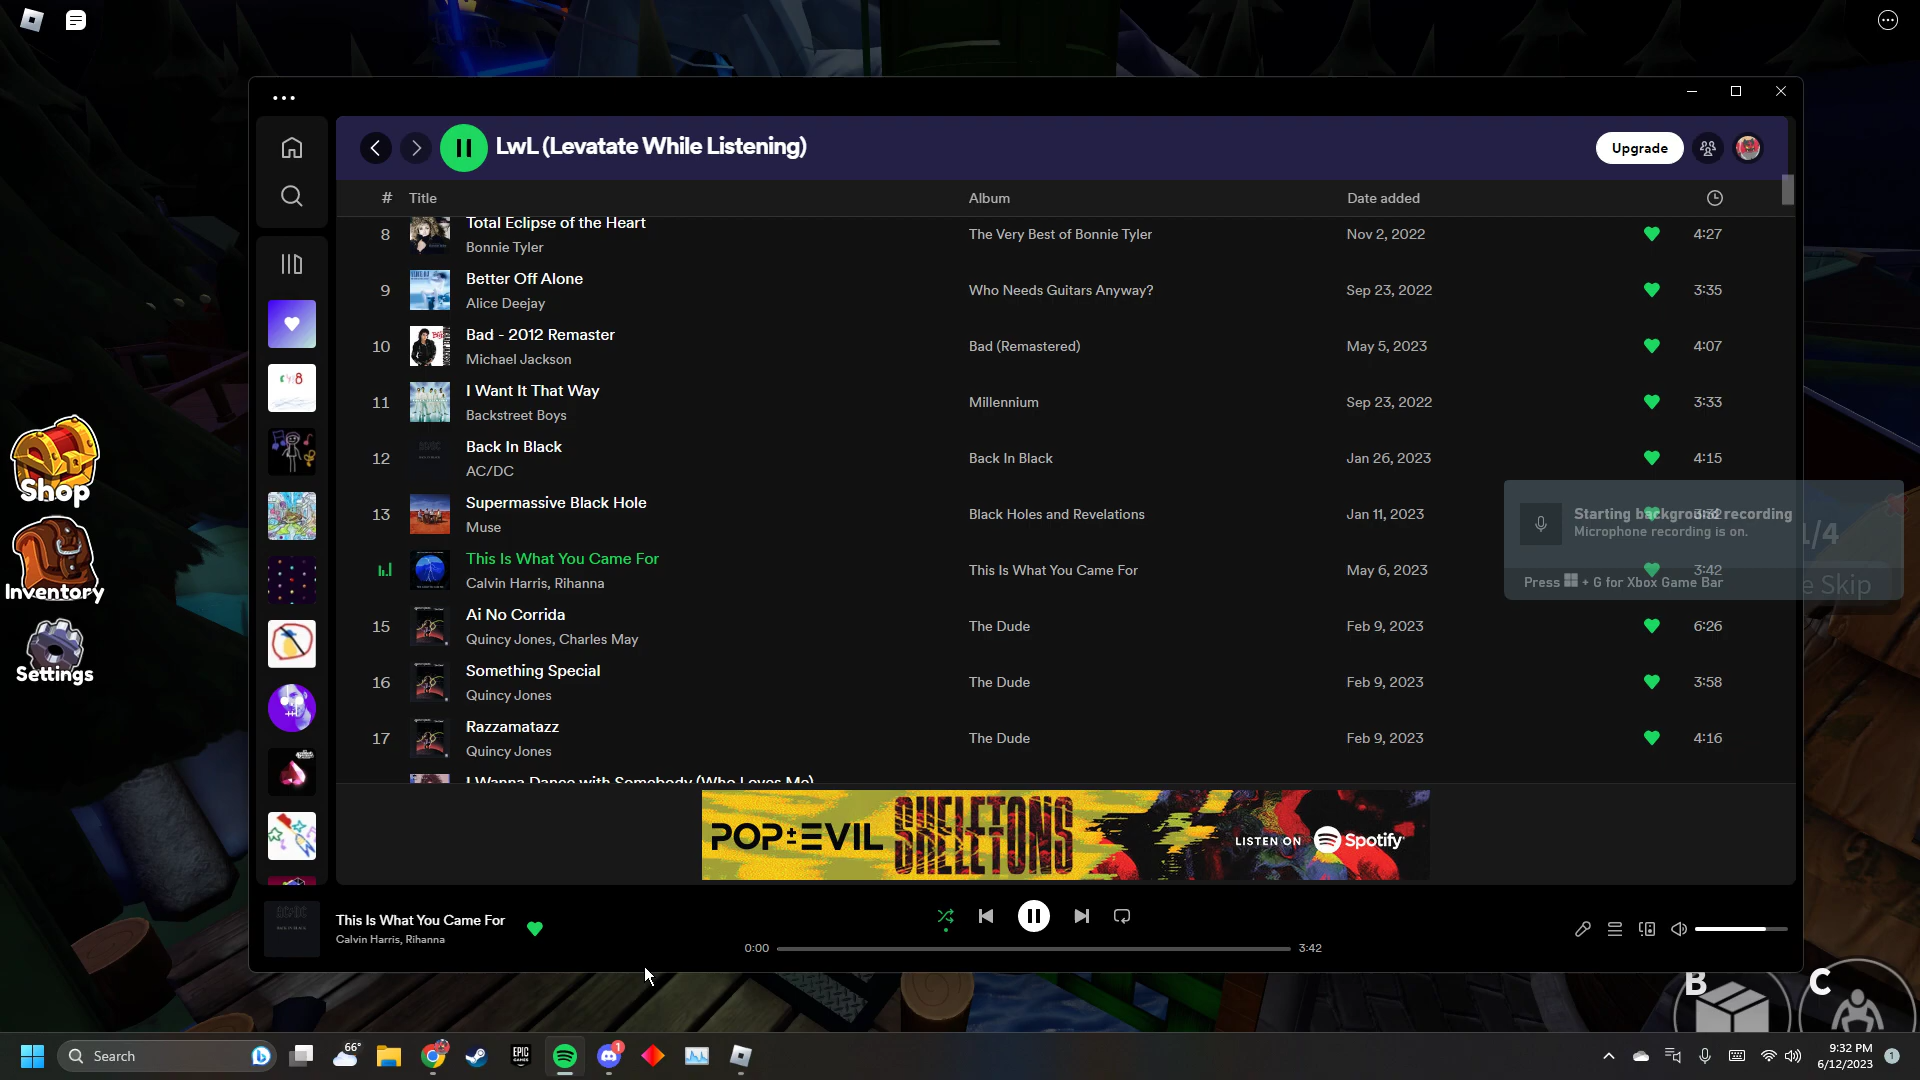 LwL (Levatate While Listening)
Upgrade
# Title Album Date added
8 Total Eclipse of the Heart The Very Best of Bonnie Tyler Nov 2, 2022 4:27
Bonnie Tyler
9 Better Off Alone Who Needs Guitars Anyway? Sep 23, 2022 3:35
Alice Deejay
10 Bad - 2012 Remaster Bad (Remastered) May 5, 2023 4:07
Michael Jackson
11 I Want It That Way Millennium Sep 23, 2022 3:33
Backstreet Boys
12 Back In Black Back In Black Jan 26, 2023 4:15
AC/DC
13 Supermassive Black Hole Black Holes and Revelations Jan 11, 2023 3:32
Muse
This Is What You Came For This Is What You Came For May 6, 2023 3:42
Calvin Harris, Rihanna
15 Ai No Corrida The Dude Feb 9, 2023 6:26
Quincy Jones, Charles May
16 Something Special The Dude Feb 9, 2023 3:58
Quincy Jones
17 Razzamatazz The Dude Feb 9, 2023 4:16
Quincy Jones
I Wanna Dance with Somebody (Who Loves Me)
Starting background recording
Microphone recording is on.
Press + G for Xbox Game Bar
1/4
e Skip
Shop
Inventory
Settings
POP EVIL SKELETONS LISTEN ON Spotify
This Is What You Came For
Calvin Harris, Rihanna
0:00 3:42
B C
Search
66°
EPIC GAMES
1
9:32 PM
6/12/2023
1